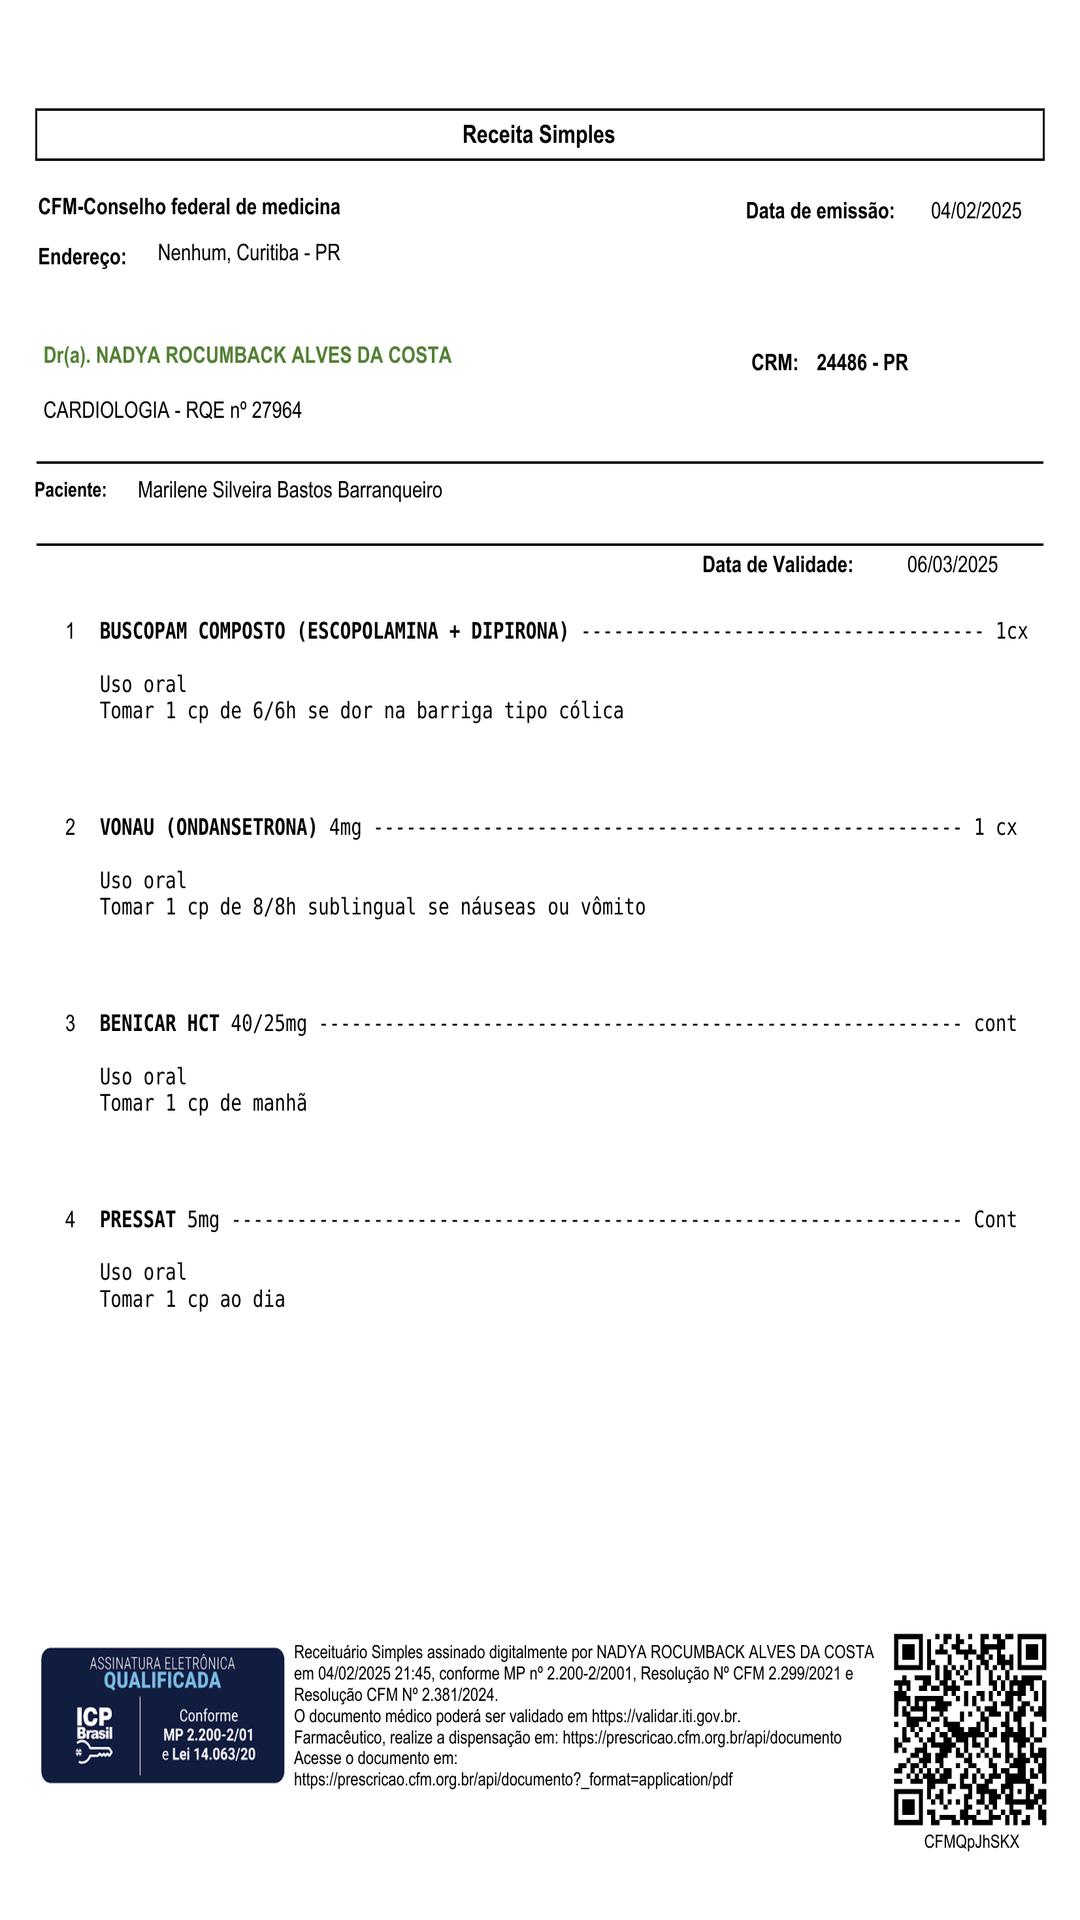 Receita Simples
CFM-Conselho federal de medicina
Data de emissão: 04/02/2025
Endereço: Nenhum, Curitiba - PR
Dr(a). NADYA ROCUMBACK ALVES DA COSTA
CRM: 24486 - PR
CARDIOLOGIA - RQE nº 27964
Paciente: Marilene Silveira Bastos Barranqueiro
Data de Validade: 06/03/2025
1 BUSCOPAM COMPOSTO (ESCOPOLAMINA + DIPIRONA) ------------------------------------- 1cx
Uso oral
Tomar 1 cp de 6/6h se dor na barriga tipo cólica
2 VONAU (ONDANSETRONA) 4mg ------------------------------------------------------ 1 cx
Uso oral
Tomar 1 cp de 8/8h sublingual se náuseas ou vômito
3 BENICAR HCT 40/25mg ----------------------------------------------------------- cont
Uso oral
Tomar 1 cp de manhã
4 PRESSAT 5mg ------------------------------------------------------------------- Cont
Uso oral
Tomar 1 cp ao dia
ASSINATURA ELETRÔNICA
QUALIFICADA
ICP
Brasil
Conforme
MP 2.200-2/01
e Lei 14.063/20
Receituário Simples assinado digitalmente por NADYA ROCUMBACK ALVES DA COSTA
em 04/02/2025 21:45, conforme MP nº 2.200-2/2001, Resolução Nº CFM 2.299/2021 e
Resolução CFM Nº 2.381/2024.
O documento médico poderá ser validado em https://validar.iti.gov.br.
Farmacêutico, realize a dispensação em: https://prescricao.cfm.org.br/api/documento
Acesse o documento em:
https://prescricao.cfm.org.br/api/documento?_format=application/pdf
CFMQpJhSKX